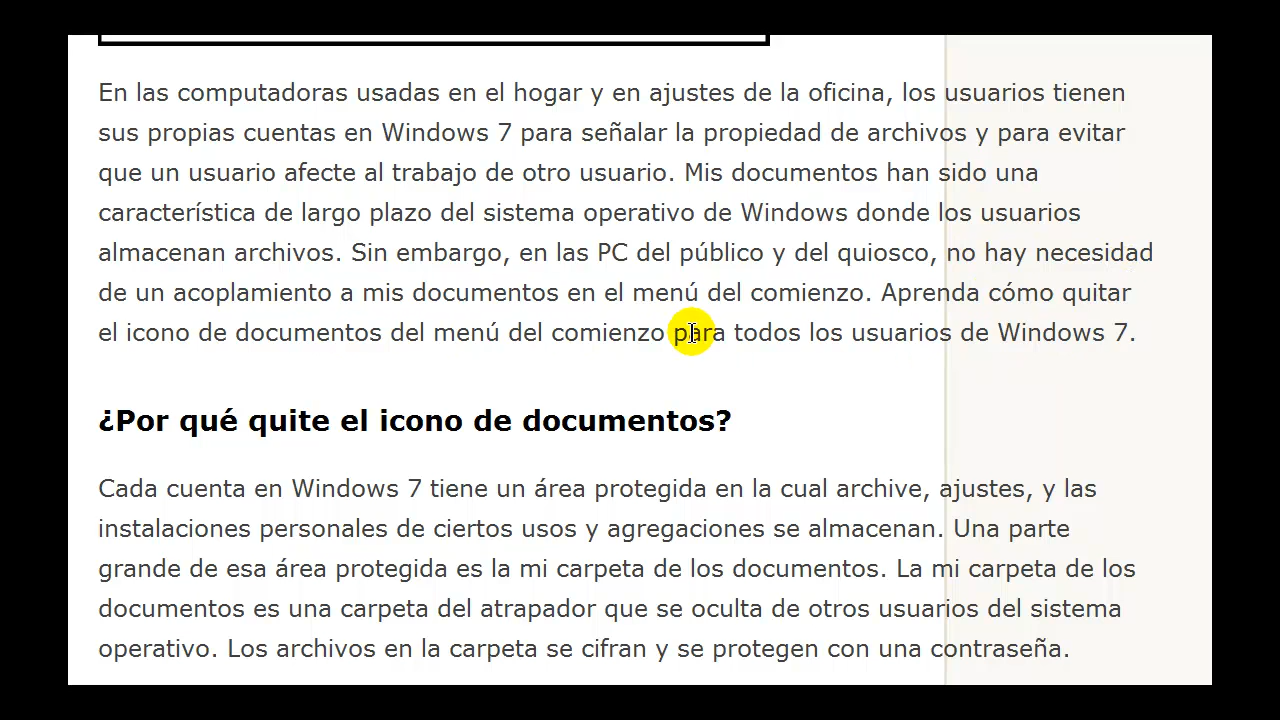 En las computadoras usadas en el hogar y en ajustes de la oficina, los usuarios tienen
sus propias cuentas en Windows 7 para señalar la propiedad de archivos y para evitar
que un usuario afecte al trabajo de otro usuario. Mis documentos han sido una
característica de largo plazo del sistema operativo de Windows donde los usuarios
almacenan archivos. Sin embargo, en las PC del público y del quiosco, no hay necesidad
de un acoplamiento a mis documentos en el menú del comienzo. Aprenda cómo quitar
el icono de documentos del menú del comienzo para todos los usuarios de Windows 7.
¿Por qué quite el icono de documentos?
Cada cuenta en Windows 7 tiene un área protegida en la cual archive, ajustes, y las
instalaciones personales de ciertos usos y agregaciones se almacenan. Una parte
grande de esa área protegida es la mi carpeta de los documentos. La mi carpeta de los
documentos es una carpeta del atrapador que se oculta de otros usuarios del sistema
operativo. Los archivos en la carpeta se cifran y se protegen con una contraseña.